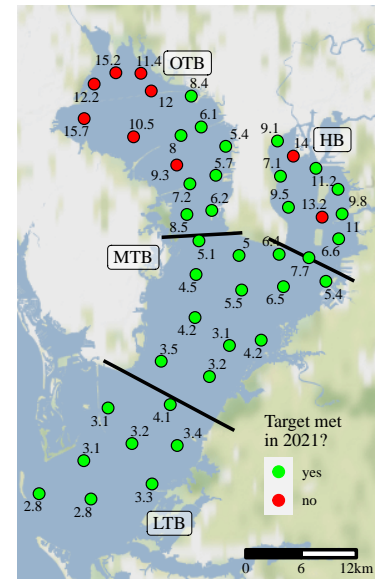 15.2 11.4
OTB
12.2 12 8.4
15.7 10.5 6.1
8 5.4 9.1 HB
9.3 5.7 14
7.1 11.2
7.2 6.2 9.5 13.2 9.8
8.5 11
MTB 5.1 5 6.4 6.6
7.7
4.5 5.5 6.5 5.4
4.2 3.1
4.2
3.5 3.2
3.1 4.1
Target met
in 2021?
3.1 3.2 3.4
yes
no
2.8 2.8 3.3
LTB
0 6 12km